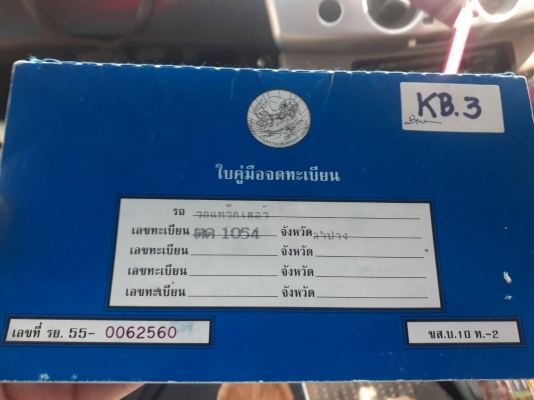 KB.3
ใบคู่มือจดทะเบียน
รถ รถแทร็กเตอร์
เลขทะเบียน ตค 1054 จังหวัด ลำปาง
เลขทะเบียน จังหวัด
เลขทะเบียน จังหวัด
เลขทะเบียน จังหวัด
เลขที่ รย. 55- 0062560
ขส.บ.10 ท.-2